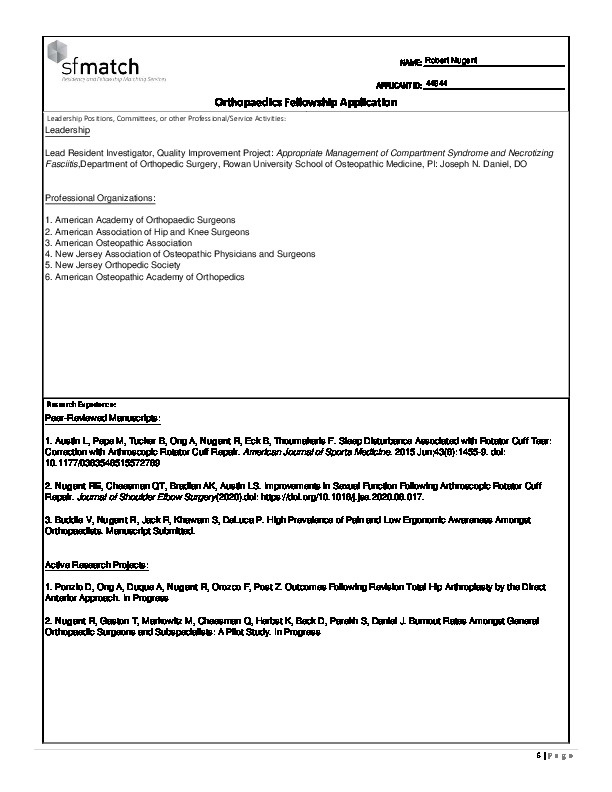 sfmatch
Residency and Fellowship Matching Services
NAME: Robert Nugent
APPLICANT ID: 44944
Orthopaedics Fellowship Application
Leadership Positions, Committees, or other Professional/Service Activities:
Leadership
Lead Resident Investigator, Quality Improvement Project: Appropriate Management of Compartment Syndrome and Necrotizing
Fasciitis,Department of Orthopedic Surgery, Rowan University School of Osteopathic Medicine, PI: Joseph N. Daniel, DO
Professional Organizations:
1. American Academy of Orthopaedic Surgeons
2. American Association of Hip and Knee Surgeons
3. American Osteopathic Association
4. New Jersey Association of Osteopathic Physicians and Surgeons
5. New Jersey Orthopedic Society
6. American Osteopathic Academy of Orthopedics
Research Experience:
Peer-Reviewed Manuscripts:
1. Austin L, Pepe M, Tucker B, Ong A, Nugent R, Eck B, Tjoumakaris F. Sleep Disturbance Associated with Rotator Cuff Tear:
Correction with Arthroscopic Rotator Cuff Repair. American Journal of Sports Medicine. 2015 Jun;43(6):1455-9. doi:
10.1177/0363546515572769
2. Nugent RE, Cheesman QT, Bredian AK, Austin LS. Improvements in Sexual Function Following Arthroscopic Rotator Cuff
Repair. Journal of Shoulder Elbow Surgery(2020).doi: https://doi.org/10.1016/j.jse.2020.06.017.
3. Buddle V, Nugent R, Jack R, Khawam S, DeLuca P. High Prevalence of Pain and Low Ergonomic Awareness Amongst
Orthopaedists. Manuscript Submitted.
Active Research Projects:
1. Ponzio D, Ong A, Duque A, Nugent R, Orozco F, Post Z. Outcomes Following Revision Total Hip Arthroplasty by the Direct
Anterior Approach. In Progress
2. Nugent R, Gaston T, Markowitz M, Cheesman Q, Herbst K, Beck D, Parekh S, Daniel J. Burnout Rates Amongst General
Orthopaedic Surgeons and Subspecialists: A Pilot Study. In Progress
6 | P a g e